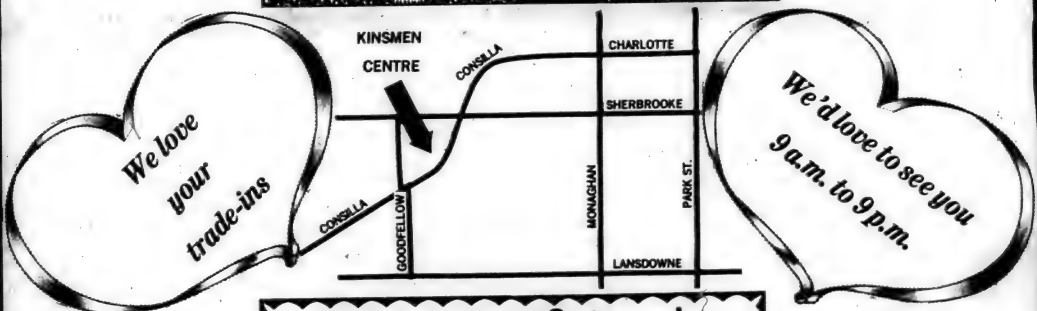 We love
your
trade-ins
KINSMEN
CENTRE
CONSILLA
CHARLOTTE
SHERBROOKE
CONSILLA
GOODFELLOW
MONAGHAN
PARK ST.
LANSDOWNE
We'd love to see you
9 a.m. to 9 p.m.